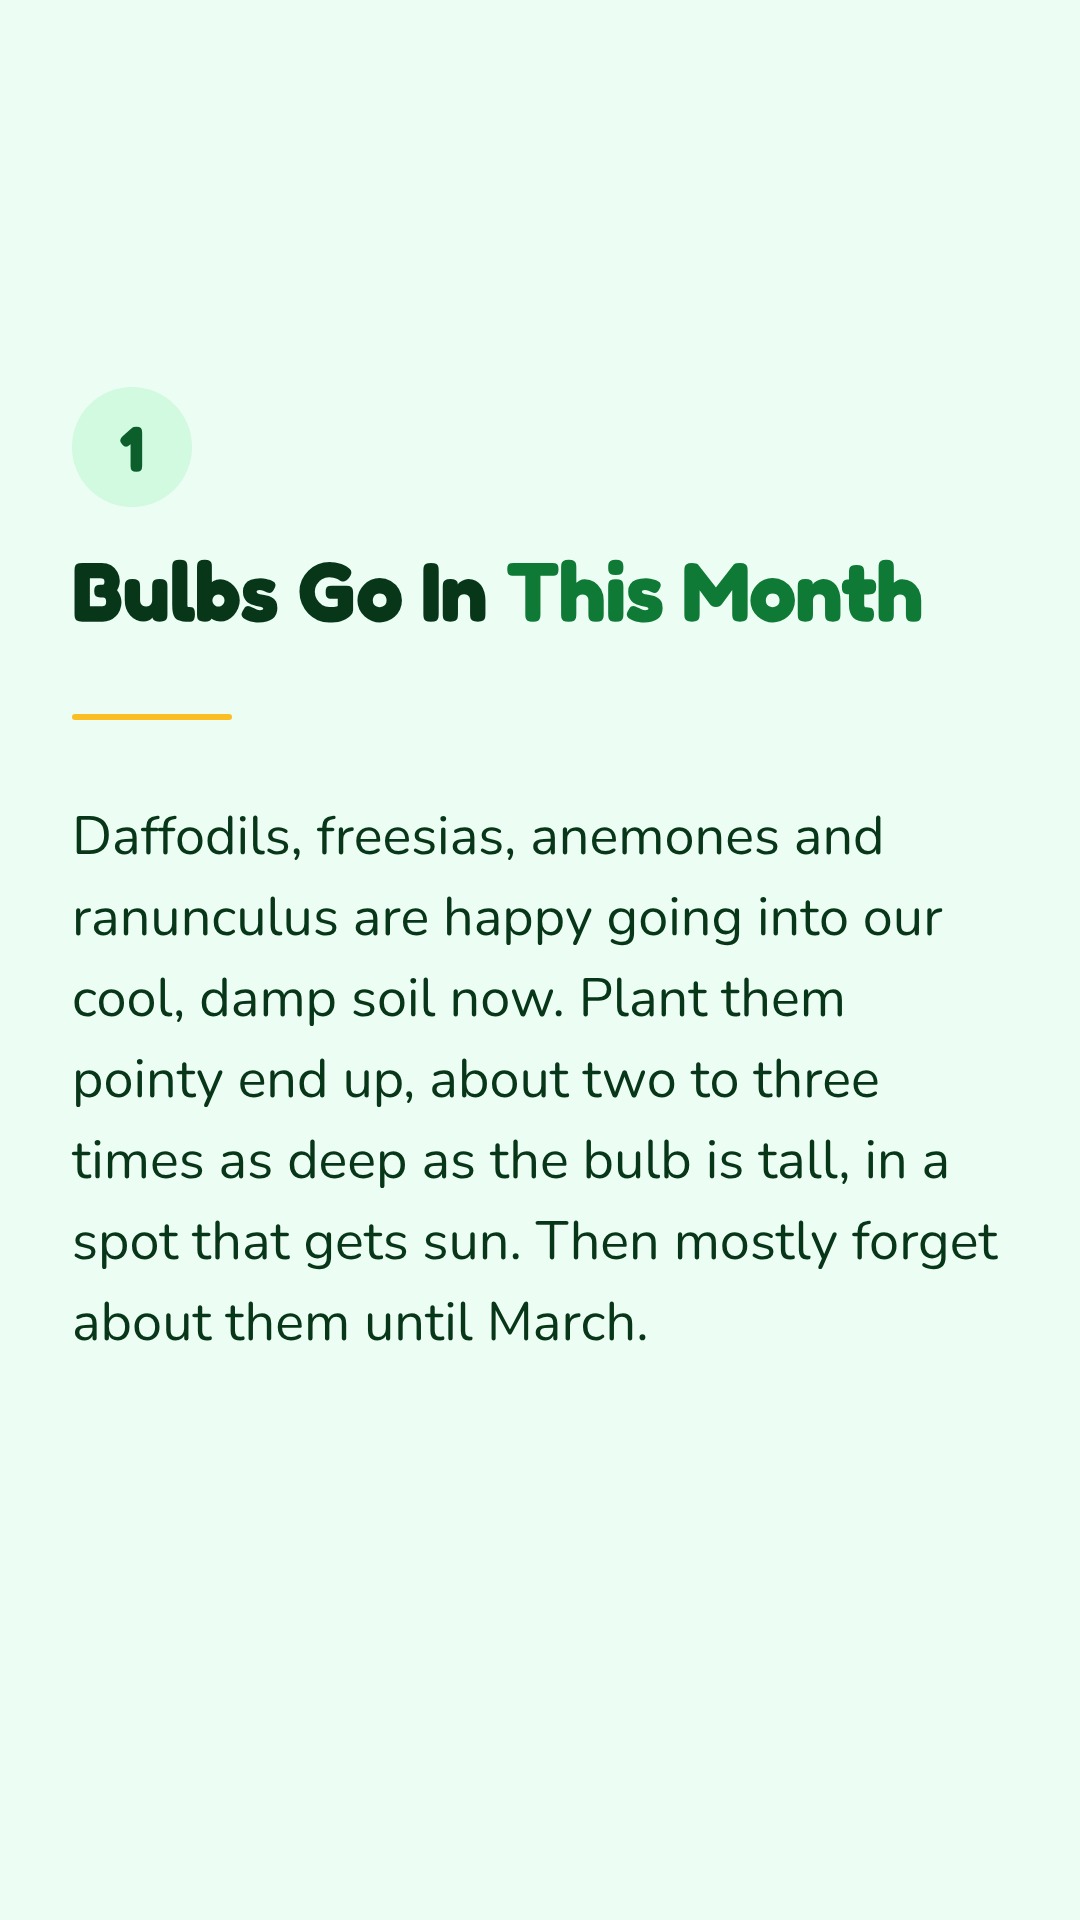 1
Bulbs Go In This Month
Daffodils, freesias, anemones and
ranunculus are happy going into our
cool, damp soil now. Plant them
pointy end up, about two to three
times as deep as the bulb is tall, in a
spot that gets sun. Then mostly forget
about them until March.